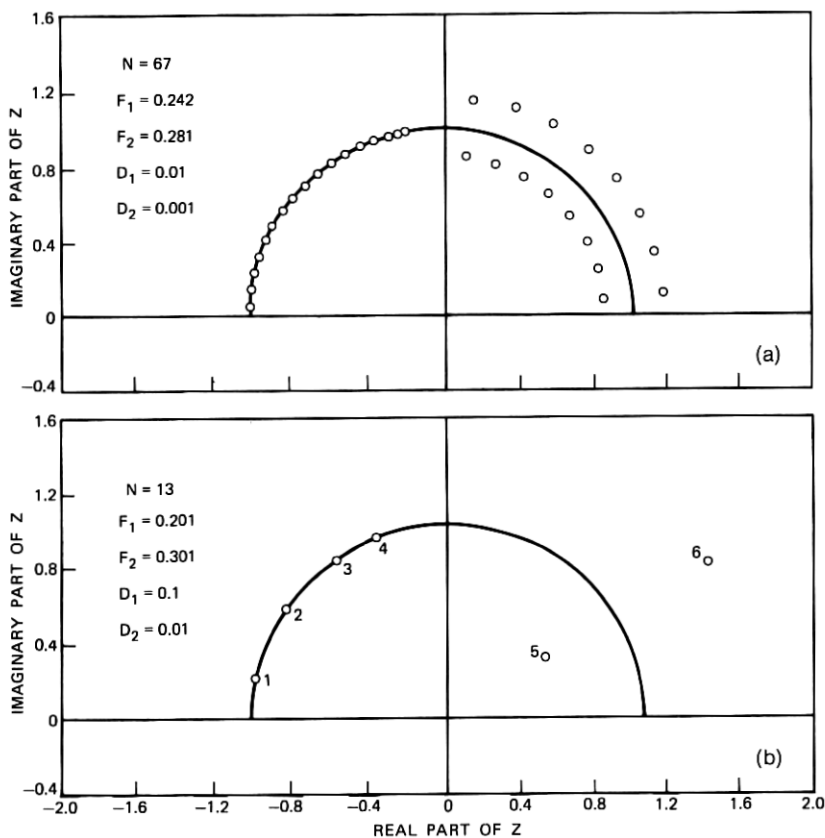 1.6
1.2
0.8
0.4
0
−0.4
IMAGINARY PART OF Z
N = 67
F1 = 0.242
F2 = 0.281
D1 = 0.01
D2 = 0.001
(a)
1.6
1.2
0.8
0.4
0
−0.4
IMAGINARY PART OF Z
N = 13
F1 = 0.201
F2 = 0.301
D1 = 0.1
D2 = 0.01
4
3
2
1
6
5
(b)
−2.0 −1.6 −1.2 −0.8 −0.4 0 0.4 0.8 1.2 1.6 2.0
REAL PART OF Z